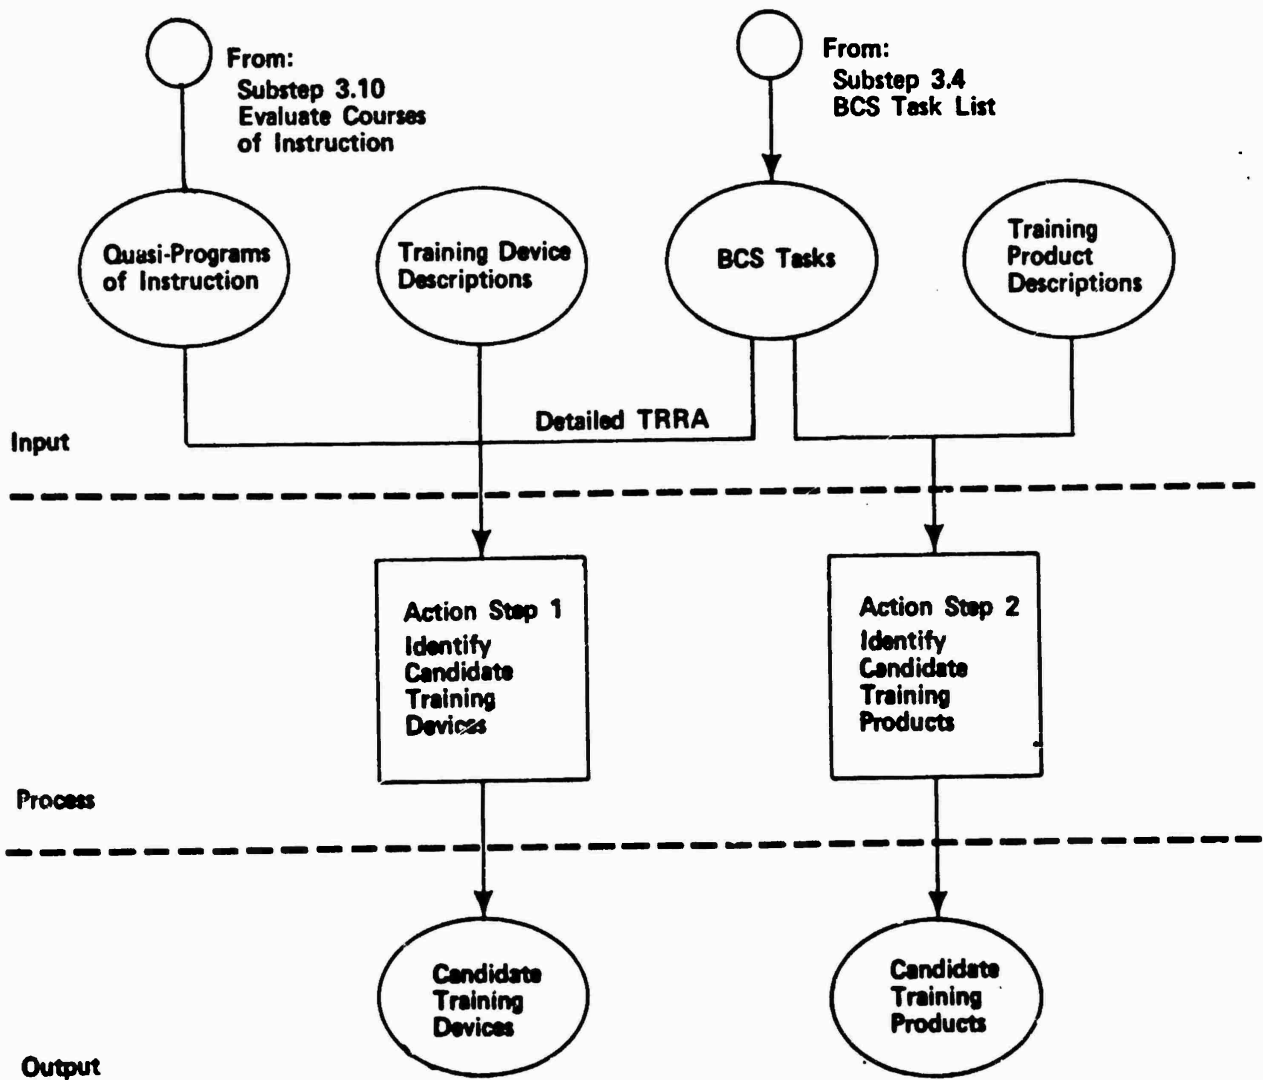 From:
Substep 3.10
Evaluate Courses
of Instruction
From:
Substep 3.4
BCS Task List
Quasi-Programs
of Instruction
Training Device
Descriptions
BCS Tasks
Training
Product
Descriptions
Detailed TRRA
Input
Action Step 1
Identify
Candidate
Training
Devices
Action Step 2
Identify
Candidate
Training
Products
Process
Candidate
Training
Devices
Candidate
Training
Products
Output